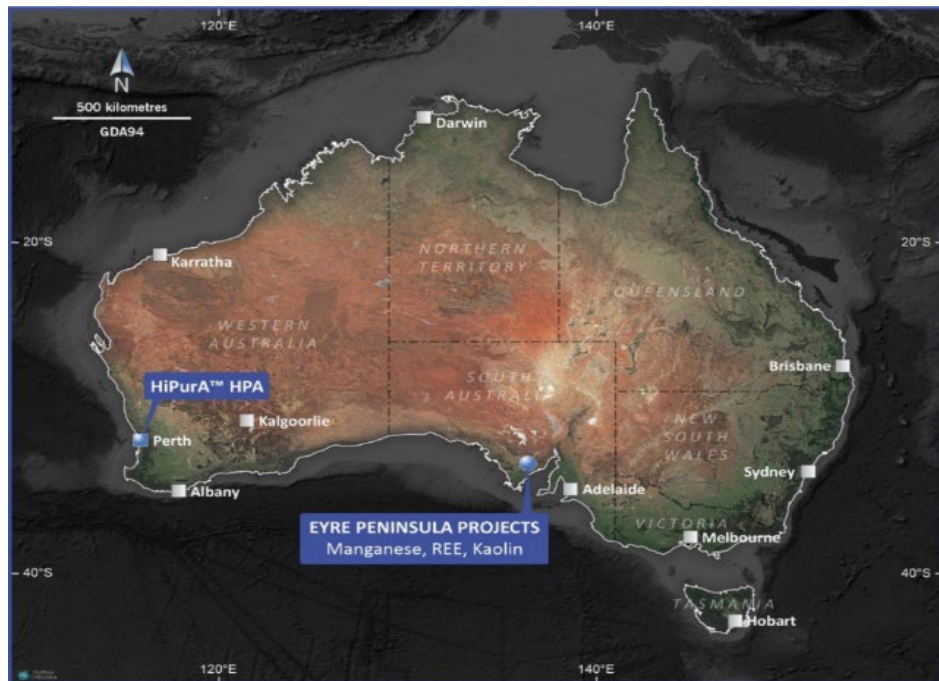 120°E
140°E
N
500 kilometres
GDA94
Darwin
20°S
20°S
Karratha
NORTHERN
TERRITORY
QUEENSLAND
WESTERN
AUSTRALIA
Brisbane
HiPurA™ HPA
SOUTH
AUSTRALI
Kalgoorlie
NEW
SOUTH
WALES
Perth
Sydney
Albany
Adelaide
EYRE PENINSULA PROJECTS
Manganese, REE, Kaolin
VICTORIA
Melbourne
40°S
40°S
TASMANIA
Hobart
120°E
140°E